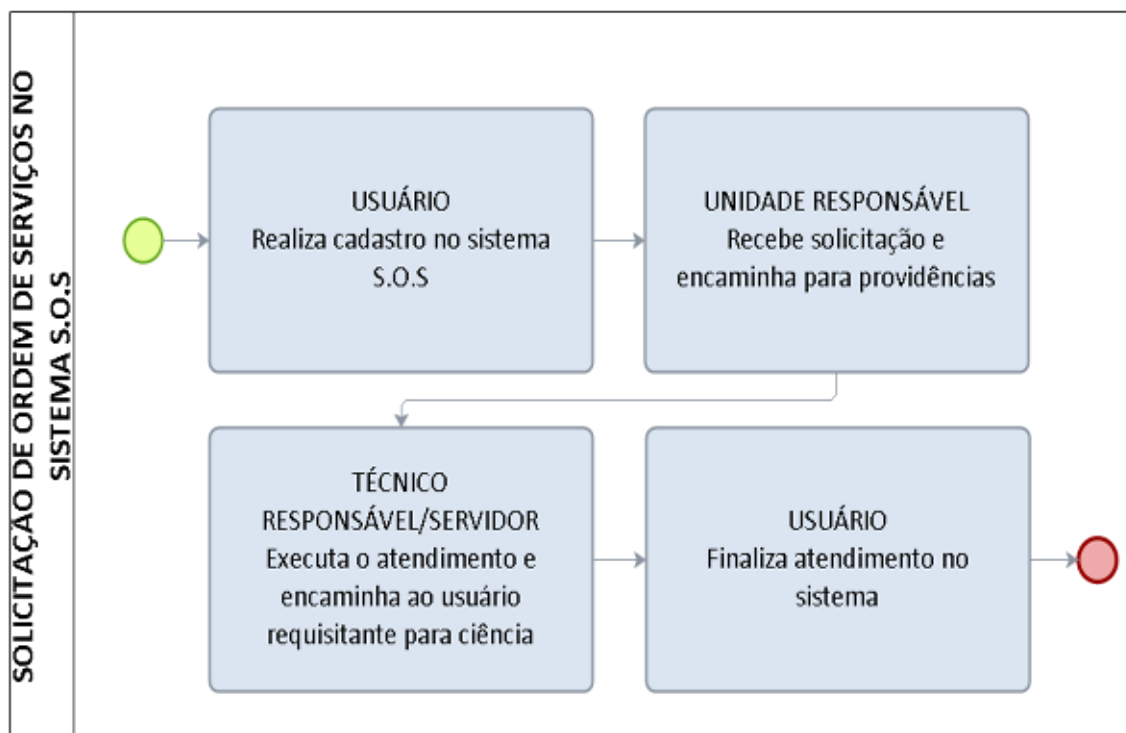 SOLICITAÇÃO DE ORDEM DE SERVIÇOS NO
SISTEMA S.O.S
USUÁRIO
Realiza cadastro no sistema
S.O.S
UNIDADE RESPONSÁVEL
Recebe solicitação e
encaminha para providências
TÉCNICO
RESPONSÁVEL/SERVIDOR
Executa o atendimento e
encaminha ao usuário
requisitante para ciência
USUÁRIO
Finaliza atendimento no
sistema